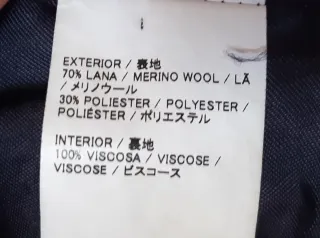 EXTERIOR / 表地
70% LANA / MERINO WOOL / LÃ
/ メリノウール
30% POLIESTER / POLYESTER /
POLIÉSTER / ポリエステル
INTERIOR / 裏地
100% VISCOSA / VISCOSE /
VISCOSE / ビスコース